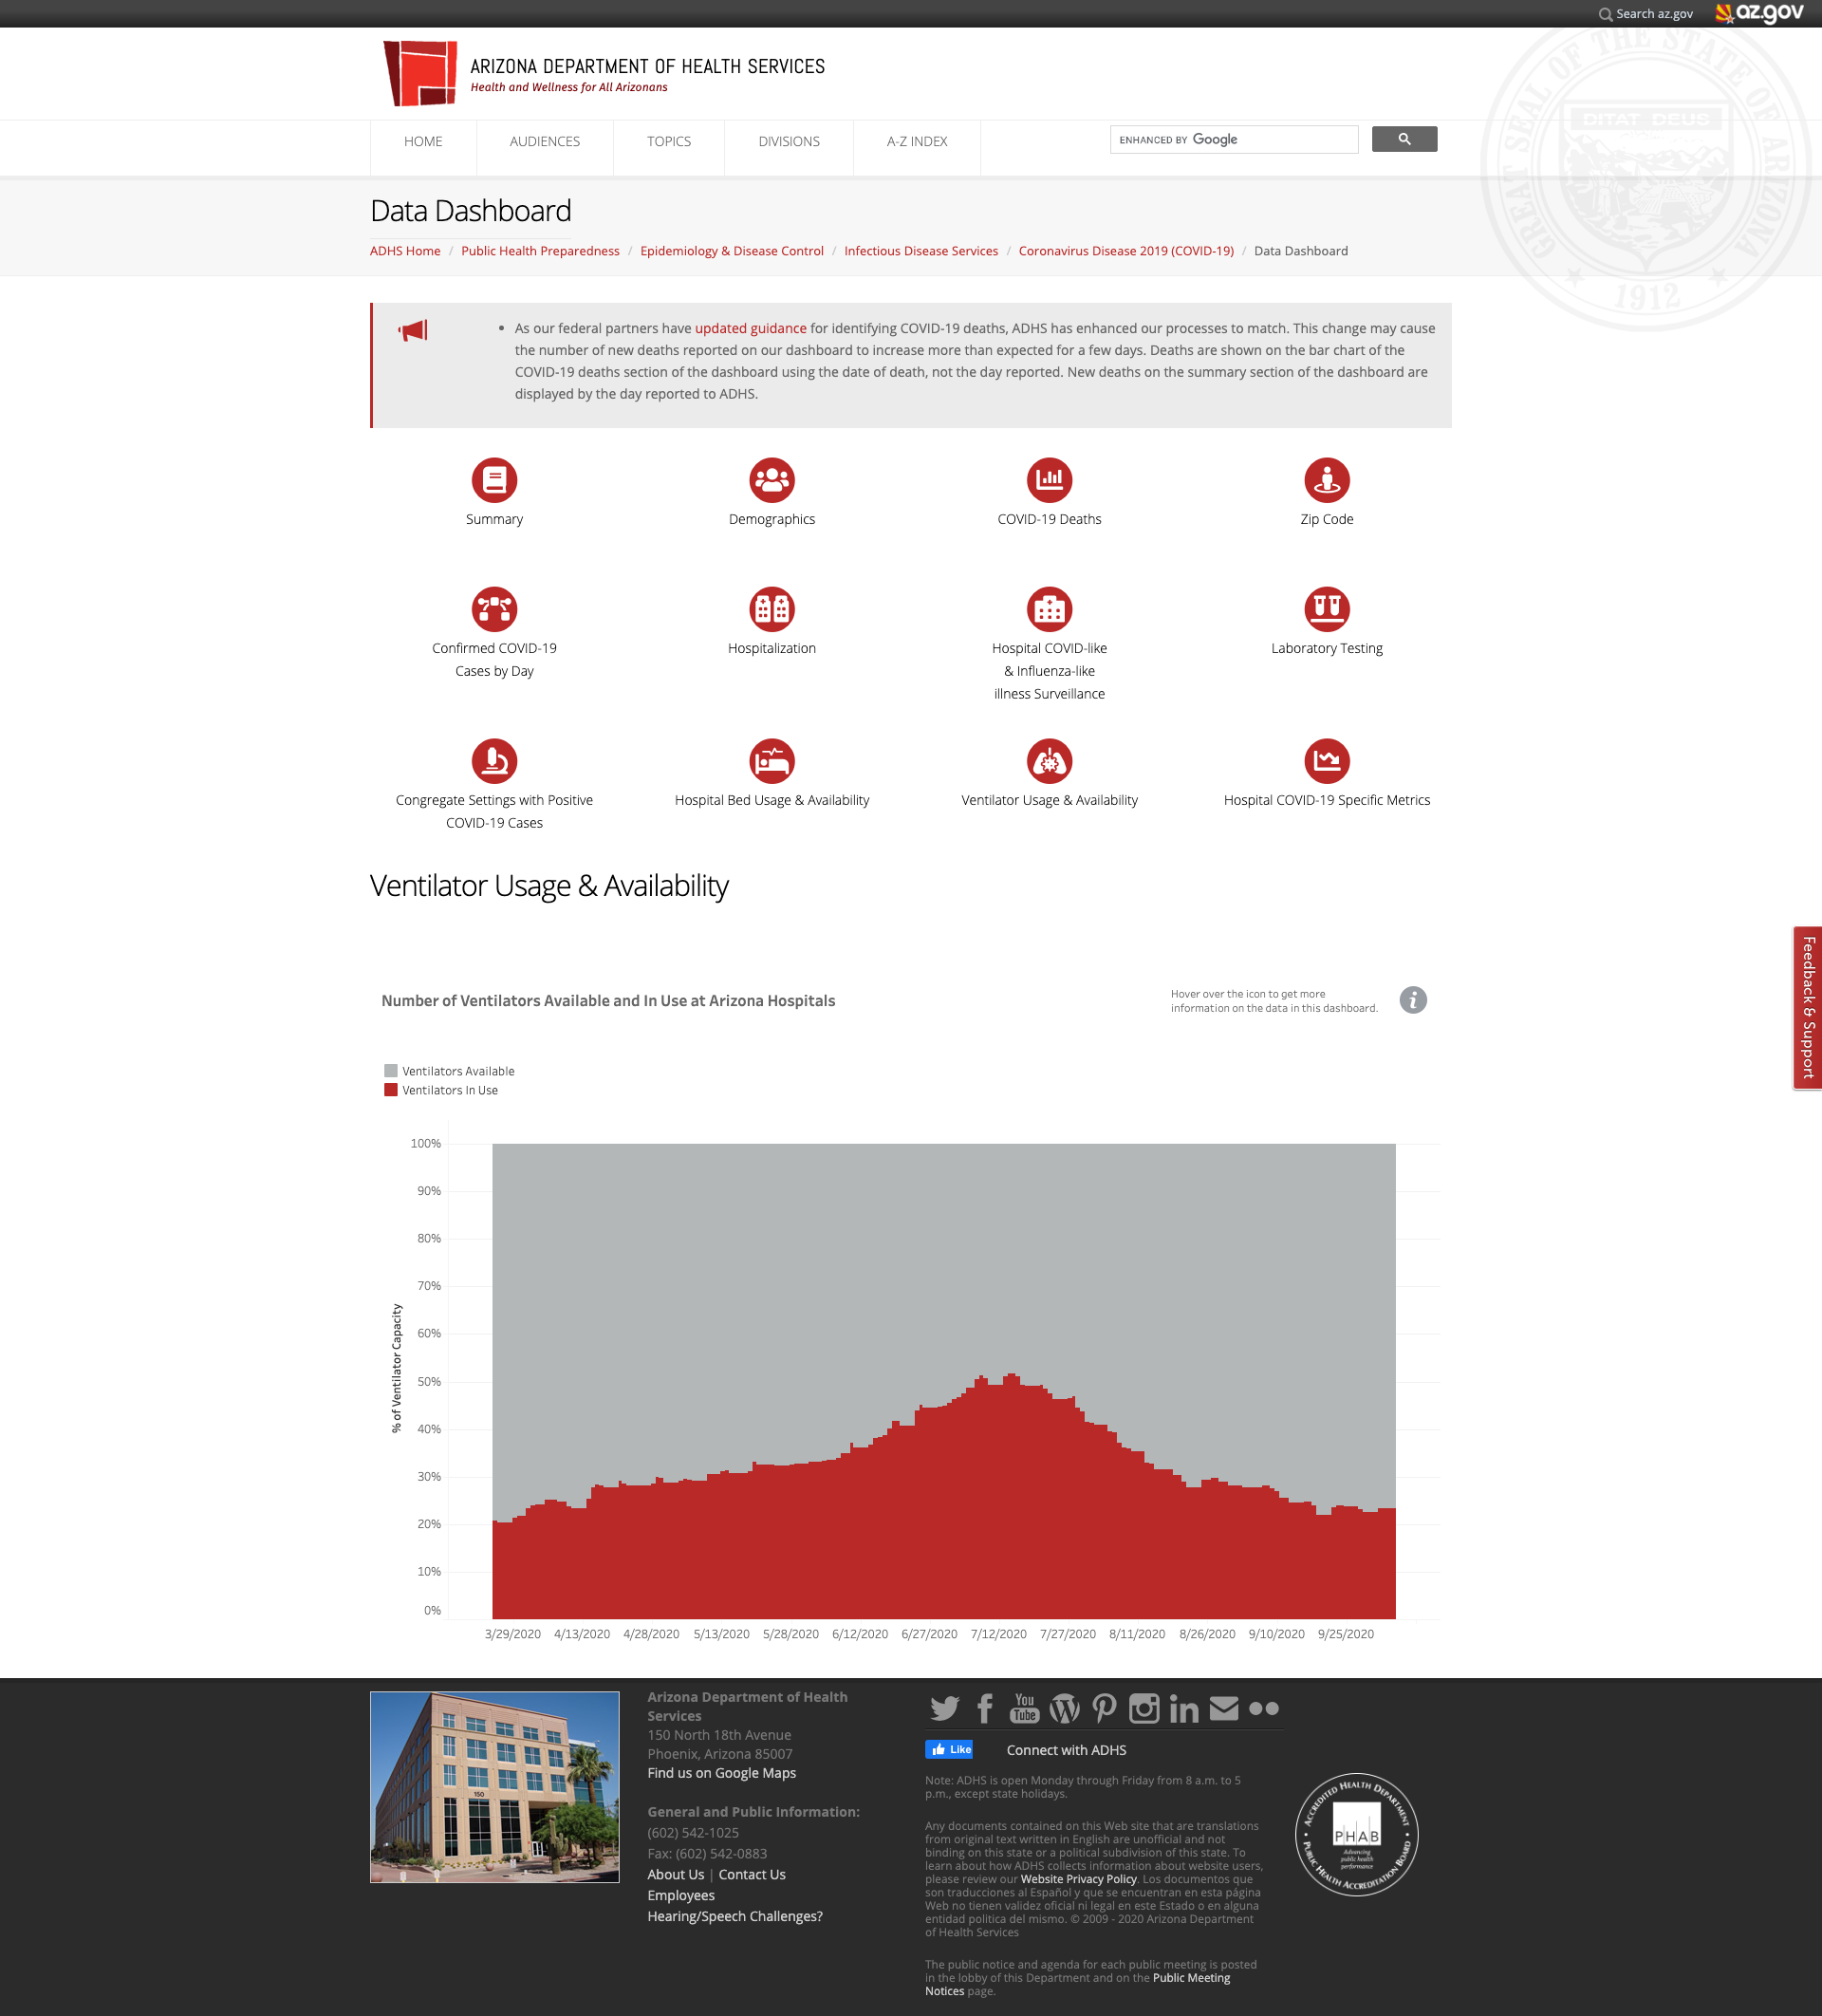 Search az.gov az.gov
ARIZONA DEPARTMENT OF HEALTH SERVICES
Health and Wellness for All Arizonans
GREAT SEAL OF THE STATE OF ARIZONA
DITAT DEUS
1912
HOME AUDIENCES TOPICS DIVISIONS A-Z INDEX ENHANCED BY Google
Data Dashboard
ADHS Home / Public Health Preparedness / Epidemiology & Disease Control / Infectious Disease Services / Coronavirus Disease 2019 (COVID-19) / Data Dashboard
• As our federal partners have updated guidance for identifying COVID-19 deaths, ADHS has enhanced our processes to match. This change may cause
the number of new deaths reported on our dashboard to increase more than expected for a few days. Deaths are shown on the bar chart of the
COVID-19 deaths section of the dashboard using the date of death, not the day reported. New deaths on the summary section of the dashboard are
displayed by the day reported to ADHS.
Summary
Demographics
COVID-19 Deaths
Zip Code
Confirmed COVID-19
Cases by Day
Hospitalization
Hospital COVID-like
& Influenza-like
illness Surveillance
Laboratory Testing
Congregate Settings with Positive
COVID-19 Cases
Hospital Bed Usage & Availability
Ventilator Usage & Availability
Hospital COVID-19 Specific Metrics
Ventilator Usage & Availability
Feedback & Support
Number of Ventilators Available and In Use at Arizona Hospitals
Hover over the icon to get more
information on the data in this dashboard.
i
Ventilators Available
Ventilators In Use
% of Ventilator Capacity
100%
90%
80%
70%
60%
50%
40%
30%
20%
10%
0%
3/29/2020 4/13/2020 4/28/2020 5/13/2020 5/28/2020 6/12/2020 6/27/2020 7/12/2020 7/27/2020 8/11/2020 8/26/2020 9/10/2020 9/25/2020
150
Arizona Department of Health
Services
150 North 18th Avenue
Phoenix, Arizona 85007
Find us on Google Maps
General and Public Information:
(602) 542-1025
Fax: (602) 542-0883
About Us | Contact Us
Employees
Hearing/Speech Challenges?
You
Tube
Like
Connect with ADHS
Note: ADHS is open Monday through Friday from 8 a.m. to 5
p.m., except state holidays.
Any documents contained on this Web site that are translations
from original text written in English are unofficial and not
binding on this state or a political subdivision of this state. To
learn about how ADHS collects information about website users,
please review our Website Privacy Policy. Los documentos que
son traducciones al Español y que se encuentran en esta página
Web no tienen validez oficial ni legal en este Estado o en alguna
entidad politica del mismo. © 2009 - 2020 Arizona Department
of Health Services
The public notice and agenda for each public meeting is posted
in the lobby of this Department and on the Public Meeting
Notices page.
ACCREDITED HEALTH DEPARTMENT
PHAB
Advancing
public health
performance
PUBLIC HEALTH ACCREDITATION BOARD